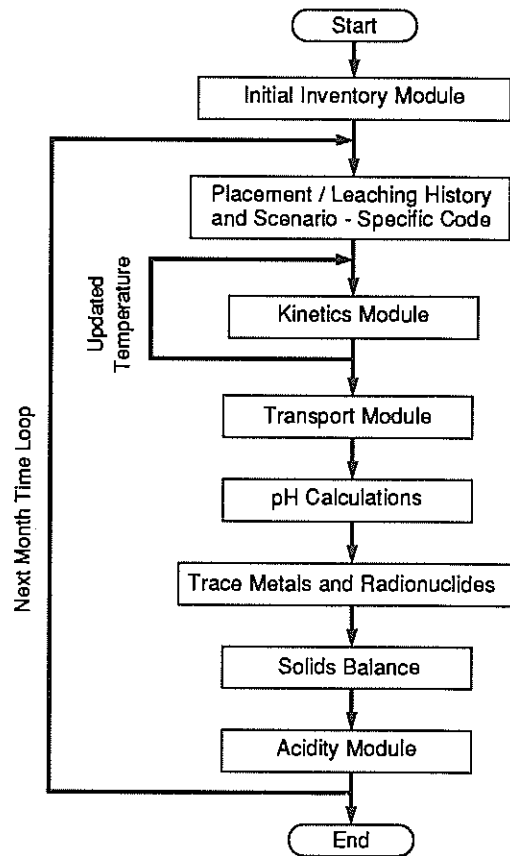 Start
Initial Inventory Module
Placement / Leaching History
and Scenario - Specific Code
Updated
Temperature
Kinetics Module
Transport Module
pH Calculations
Next Month Time Loop
Trace Metals and Radionuclides
Solids Balance
Acidity Module
End